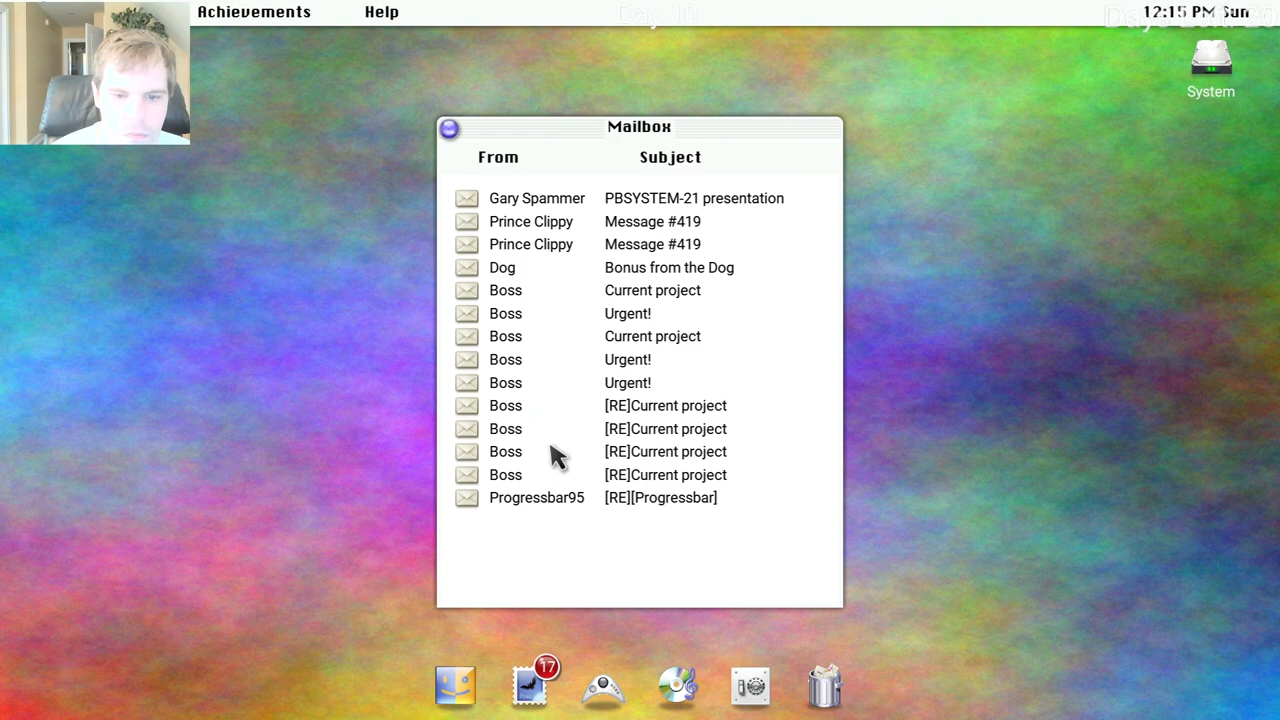 Achievements Help Day 10 12:15 PM Sun
System
Mailbox
From Subject
Gary Spammer PBSYSTEM-21 presentation
Prince Clippy Message #419
Prince Clippy Message #419
Dog Bonus from the Dog
Boss Current project
Boss Urgent!
Boss Current project
Boss Urgent!
Boss Urgent!
Boss [RE]Current project
Boss [RE]Current project
Boss [RE]Current project
Boss [RE]Current project
Progressbar95 [RE][Progressbar]
17